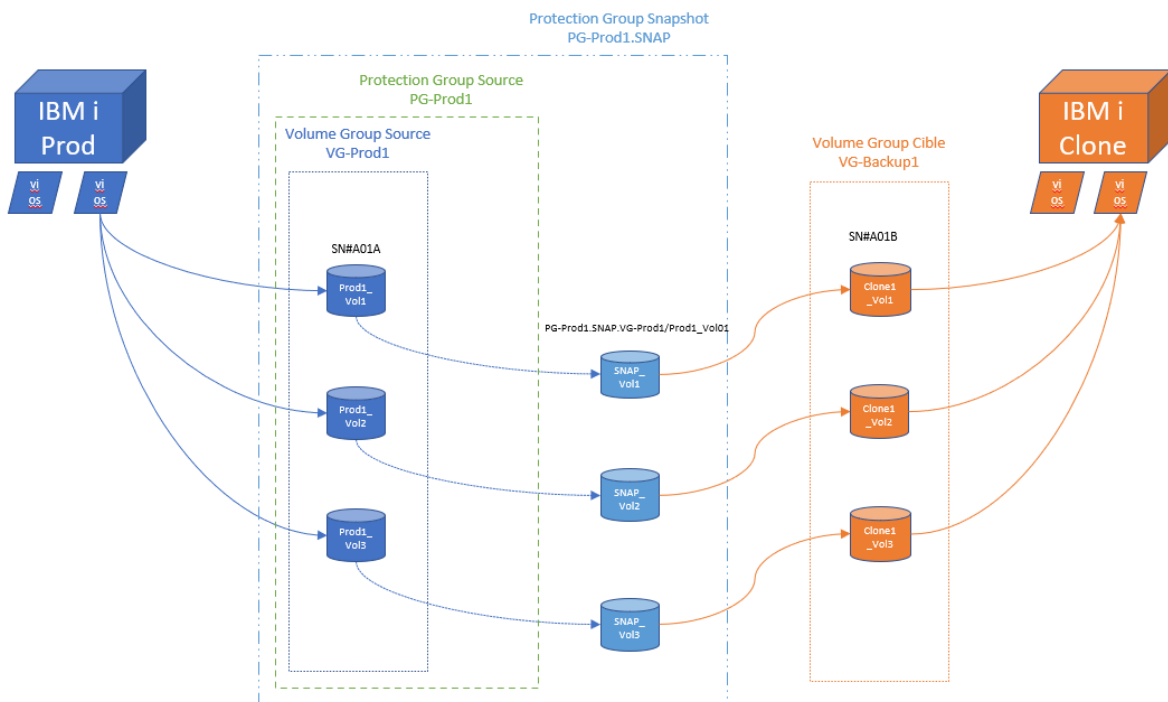 Protection Group Snapshot
PG-Prod1.SNAP
Protection Group Source
PG-Prod1
Volume Group Source
VG-Prod1
Volume Group Cible
VG-Backup1
IBM i
Prod
vi
os
vi
os
IBM i
Clone
vi
os
vi
os
SN#A01A
Prod1_
Vol1
Prod1_
Vol2
Prod1_
Vol3
PG-Prod1.SNAP.VG-Prod1/Prod1_Vol01
SNAP_
Vol1
SNAP_
Vol2
SNAP_
Vol3
SN#A01B
Clone1
_Vol1
Clone1
_Vol2
Clone1
_Vol3